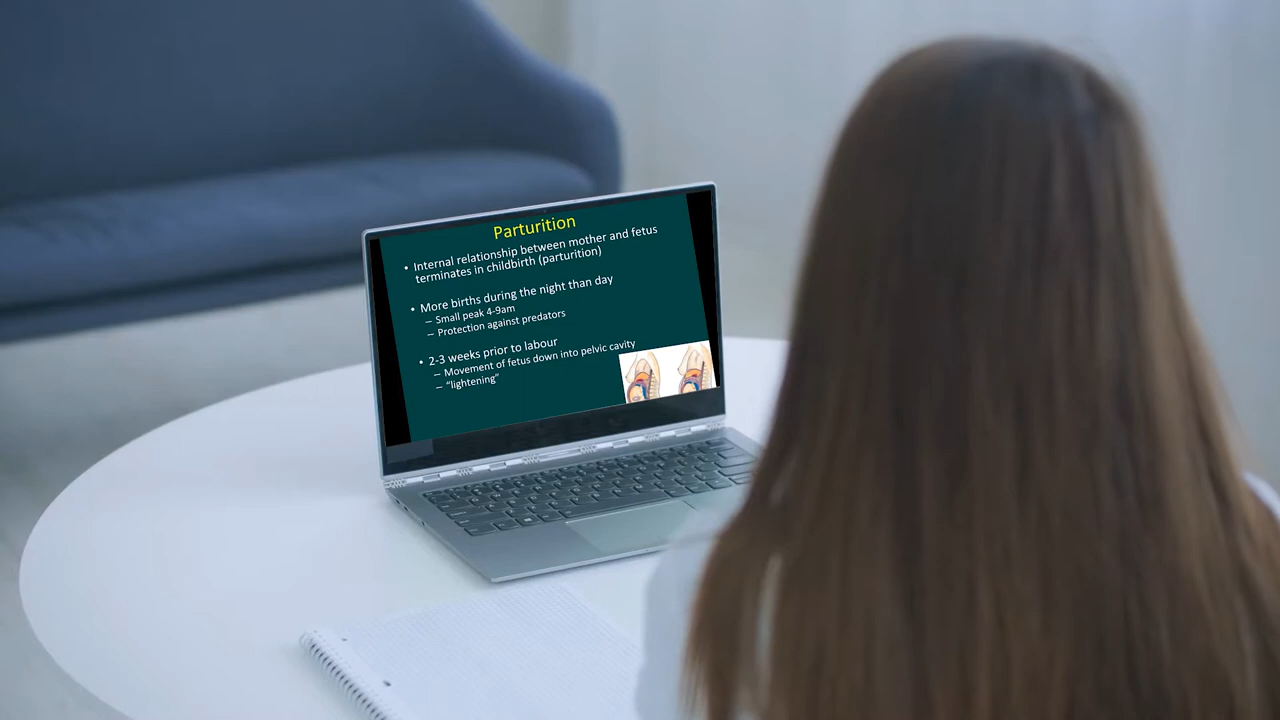 Parturition
• Internal relationship between mother and fetus
terminates in childbirth (parturition)
• More births during the night than day
– Small peak 4-9am
– Protection against predators
• 2-3 weeks prior to labour
– Movement of fetus down into pelvic cavity
– “lightening”